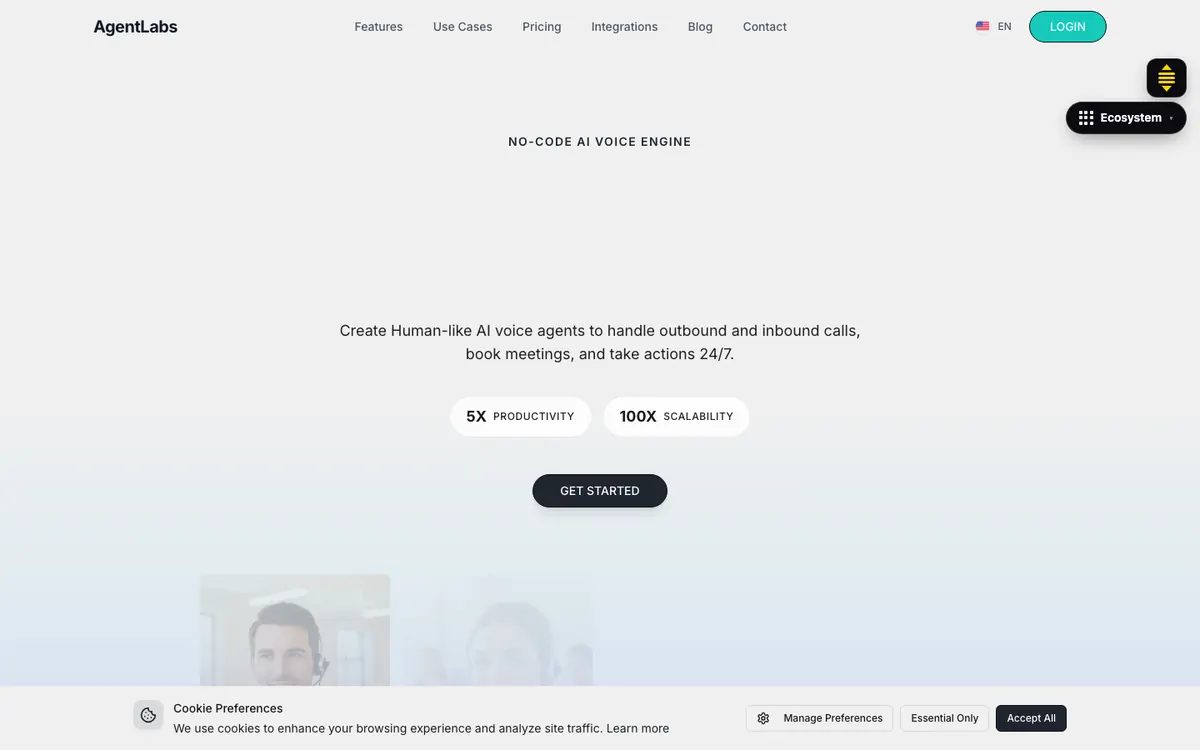 AgentLabs
Features
Use Cases
Pricing
Integrations
Blog
Contact
EN
LOGIN
Ecosystem
NO-CODE AI VOICE ENGINE
Create Human-like AI voice agents to handle outbound and inbound calls,
book meetings, and take actions 24/7.
5X PRODUCTIVITY
100X SCALABILITY
GET STARTED
Cookie Preferences
We use cookies to enhance your browsing experience and analyze site traffic. Learn more
Manage Preferences
Essential Only
Accept All